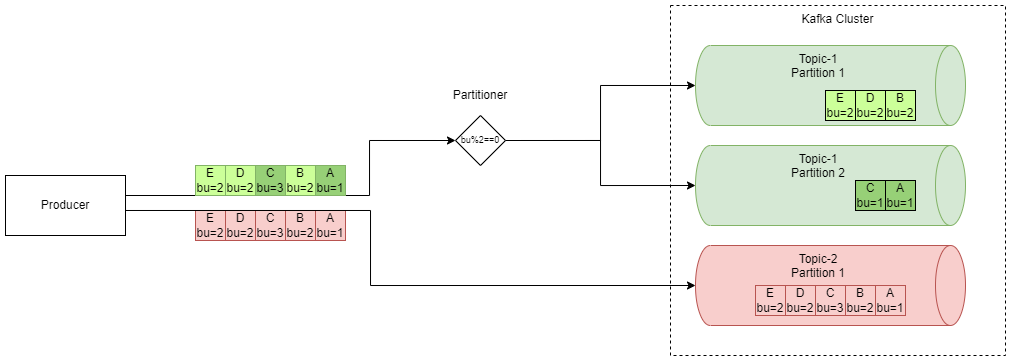 Kafka Cluster
Topic-1
Partition 1
E D B
bu=2 bu=2 bu=2
Partitioner
bu%2==0
Topic-1
Partition 2
C A
bu=1 bu=1
E D C B A
bu=2 bu=2 bu=3 bu=2 bu=1
Producer
E D C B A
bu=2 bu=2 bu=3 bu=2 bu=1
Topic-2
Partition 1
E D C B A
bu=2 bu=2 bu=3 bu=2 bu=1